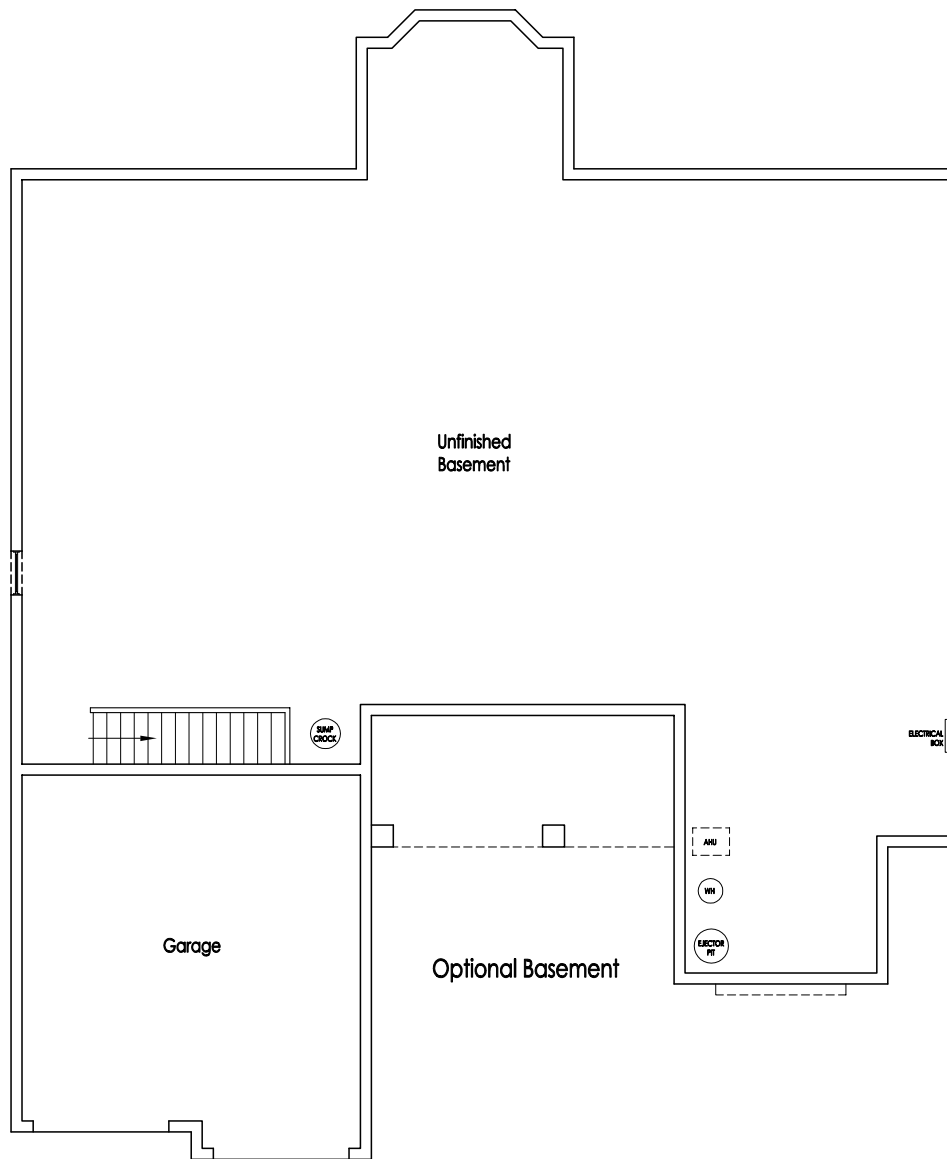 Unfinished
Basement
SUMP
CROCK
ELECTRICAL
BOX
AHU
WH
EJECTOR
PIT
Garage
Optional Basement